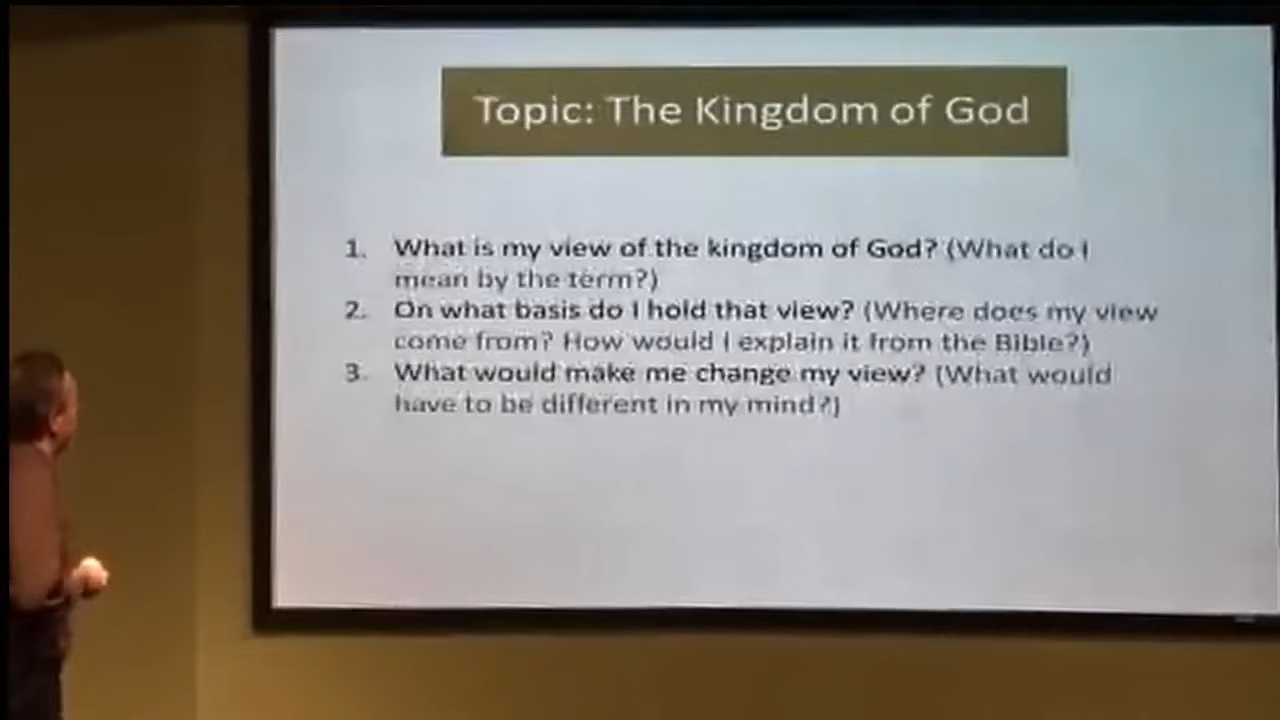 Topic: The Kingdom of God
1. What is my view of the kingdom of God? (What do I
mean by the term?)
2. On what basis do I hold that view? (Where does my view
come from? How would I explain it from the Bible?)
3. What would make me change my view? (What would
have to be different in my mind?)